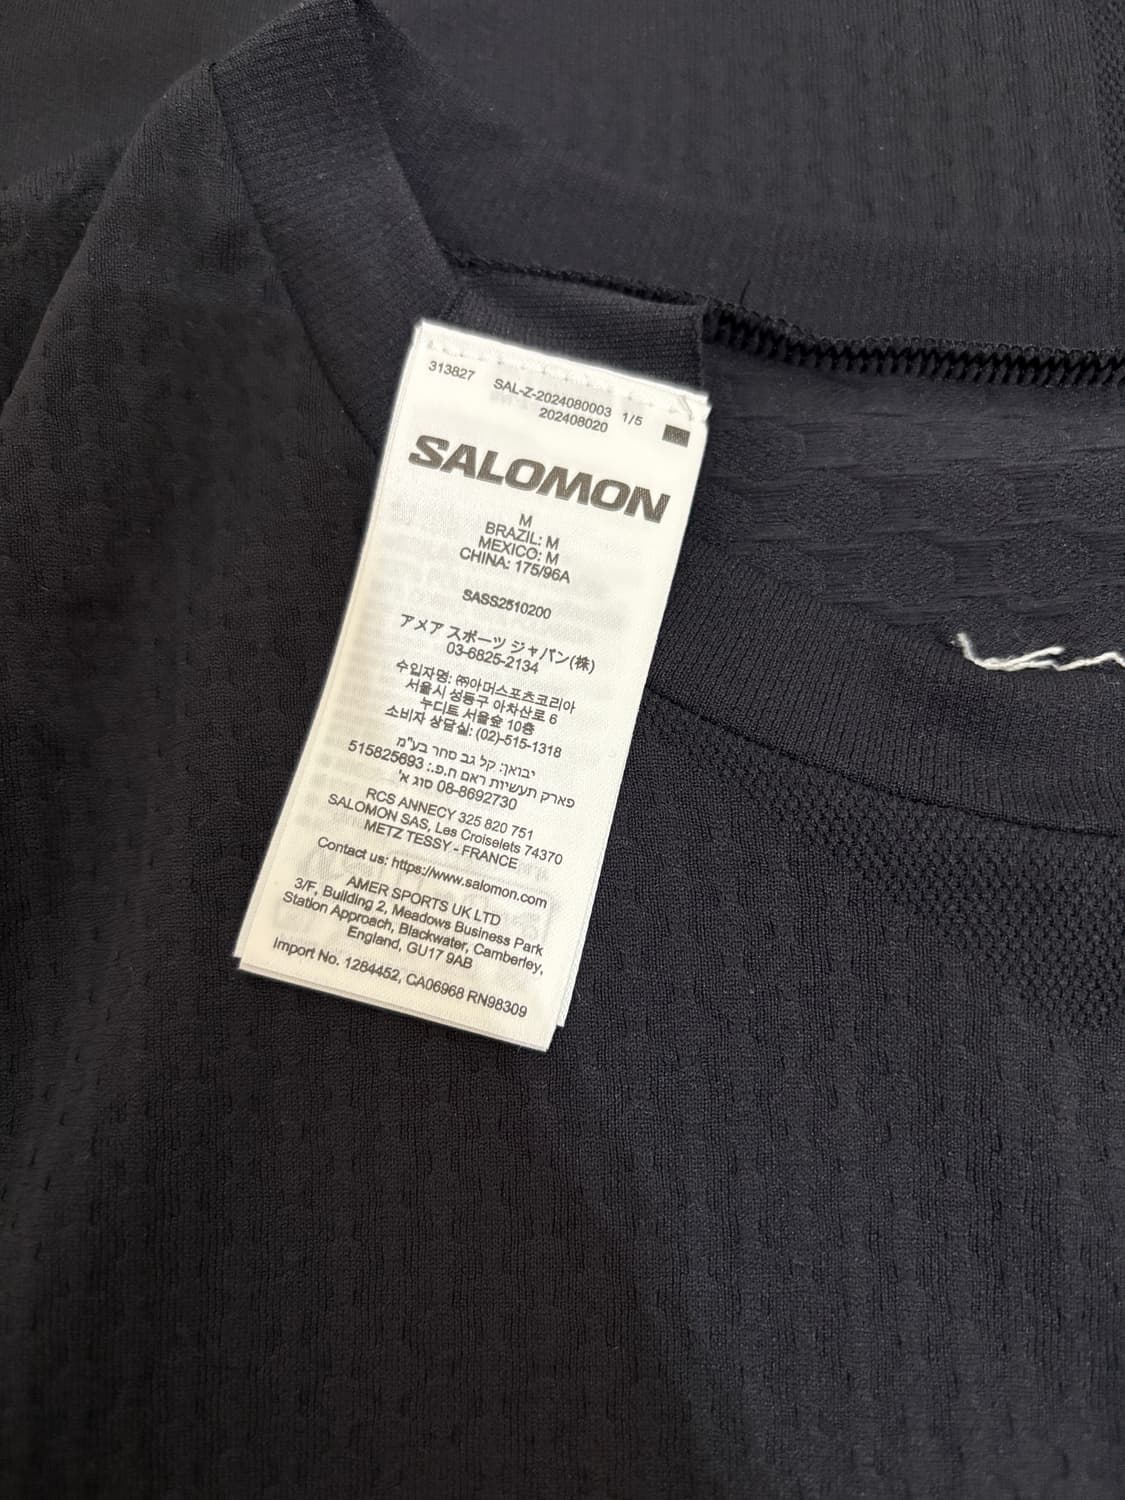 313827 SAL-Z-2024080003 1/5
202408020
SALOMON
M
BRAZIL: M
MEXICO: M
CHINA: 175/96A
SASS2510200
アメア スポーツ ジャパン(株)
03-6825-2134
수입자명: ㈜아머스포츠코리아
서울시 성동구 아차산로 6
누디트 서울숲 10층
소비자 상담실: (02)-515-1318
יבואן: קל גב סחר בע"מ
פארק תעשיות ראם ח.פ.: 515825693
08-8692730 סוג א'
RCS ANNECY 325 820 751
SALOMON SAS, Les Croiselets 74370
METZ TESSY - FRANCE
Contact us: https://www.salomon.com
AMER SPORTS UK LTD
3/F, Building 2, Meadows Business Park
Station Approach, Blackwater, Camberley,
England, GU17 9AB
Import No. 1284452, CA06968 RN98309